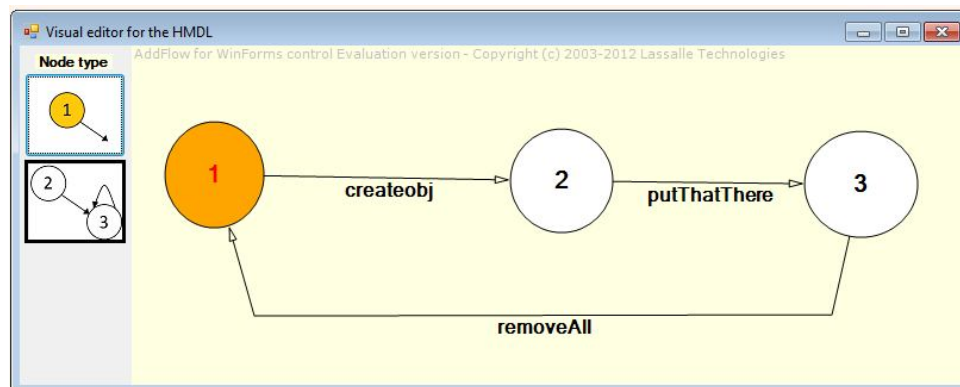 Visual editor for the HMDL
AddFlow for WinForms control Evaluation version - Copyright (c) 2003-2012 Lassalle Technologies
Node type
1
2
3
1
createobj
2
putThatThere
3
removeAll